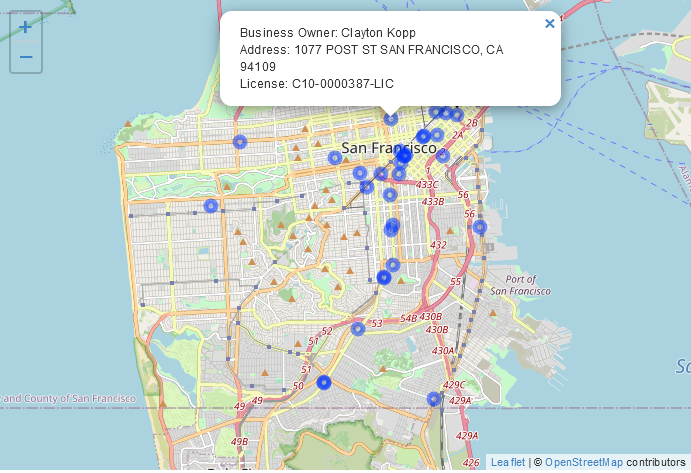 +
−
×
Business Owner: Clayton Kopp
Address: 1077 POST ST SAN FRANCISCO, CA
94109
License: C10-0000387-LIC
2B
2A
San Francisco
1
433C
56
433B
56
432
55
Port of
San Francisco
54B
430B
53
52
430B
51
430A
50
429C
49
49
429A
49B
426
y and County of San Francisco
Leaflet | © OpenStreetMap contributors